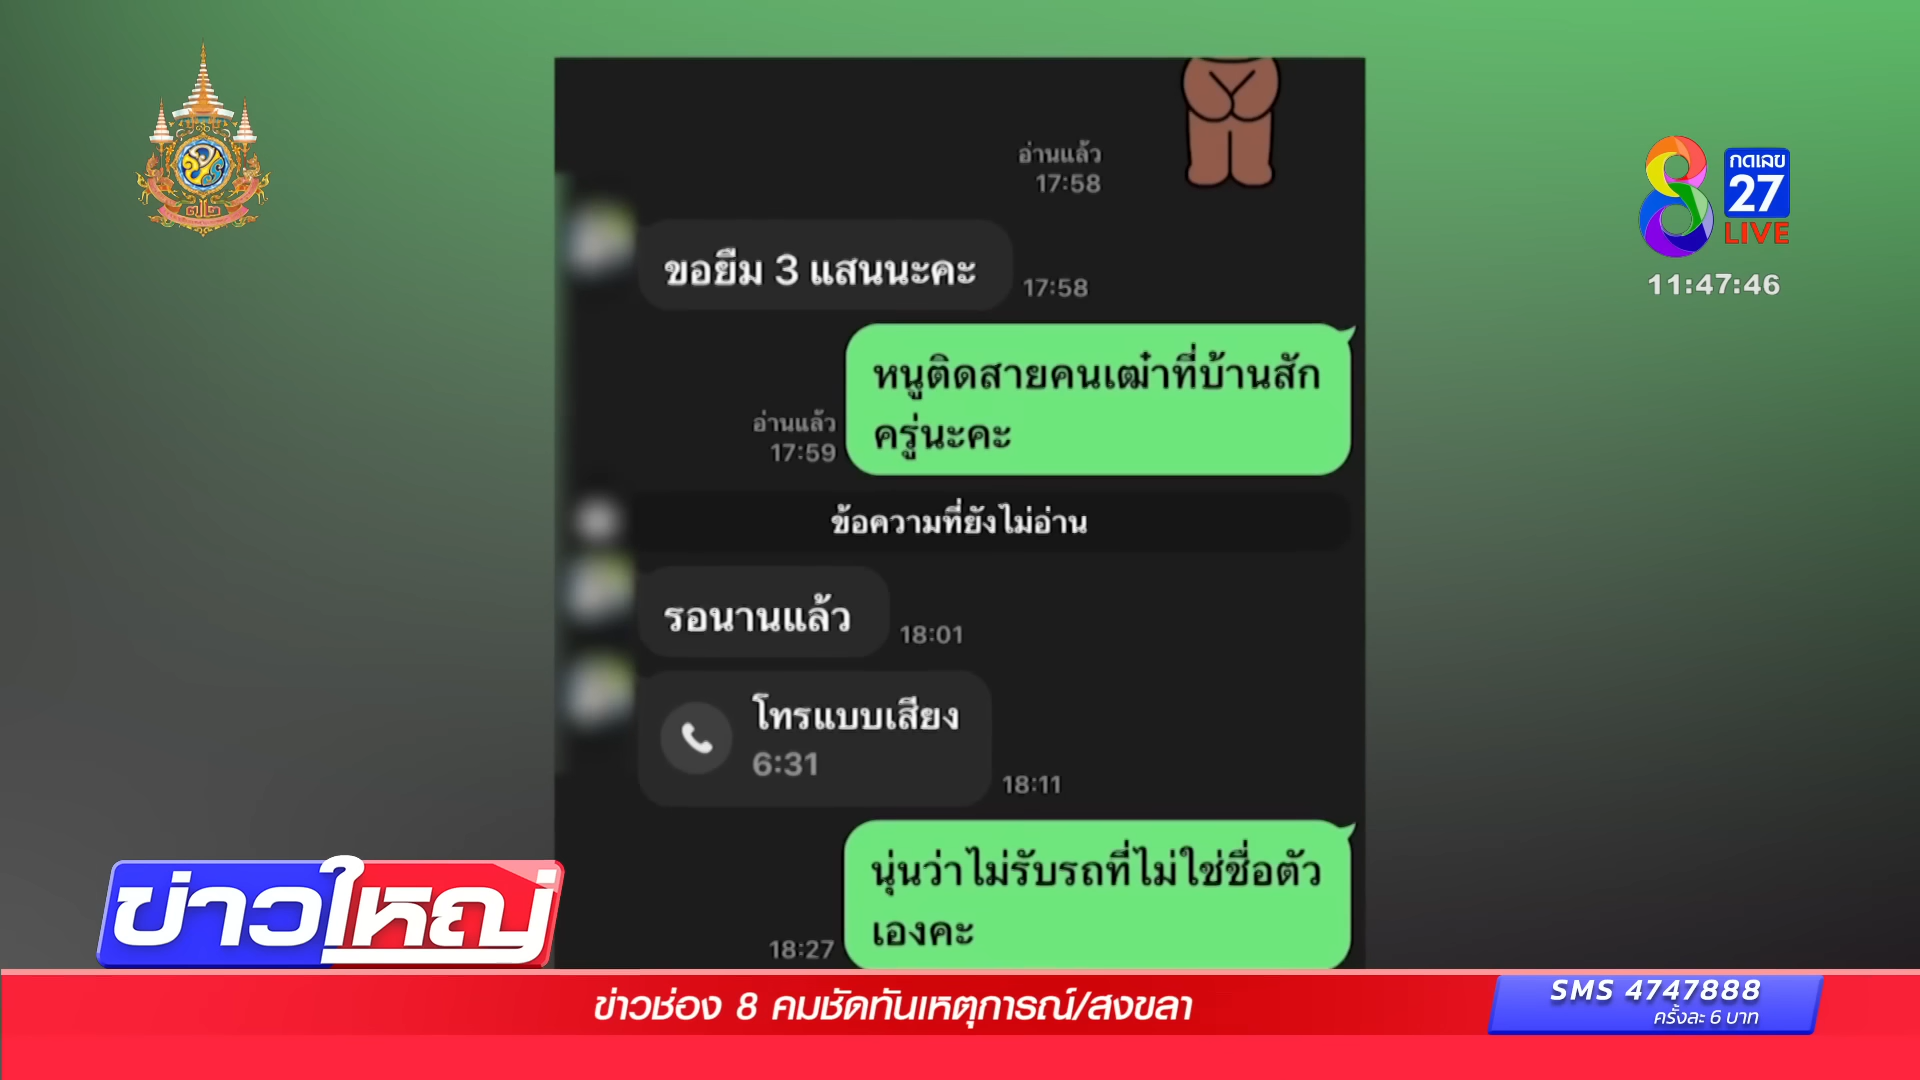 อ่านแล้ว
17:58
ขอยืม 3 แสนนะคะ
17:58
หนูติดสายคนเฒ่าที่บ้านสัก
ครู่นะคะ
อ่านแล้ว
17:59
ข้อความที่ยังไม่อ่าน
รอนานแล้ว
18:01
โทรแบบเสียง
6:31
18:11
นุ่นว่าไม่รับรถที่ไม่ใช่ชื่อตัว
เองคะ
18:27
8
กดเลข
27
LIVE
11:47:46
ข่าวใหญ่
ข่าวช่อง 8 คมชัดทันเหตุการณ์/สงขลา
SMS 4747888
ครั้งละ 6 บาท